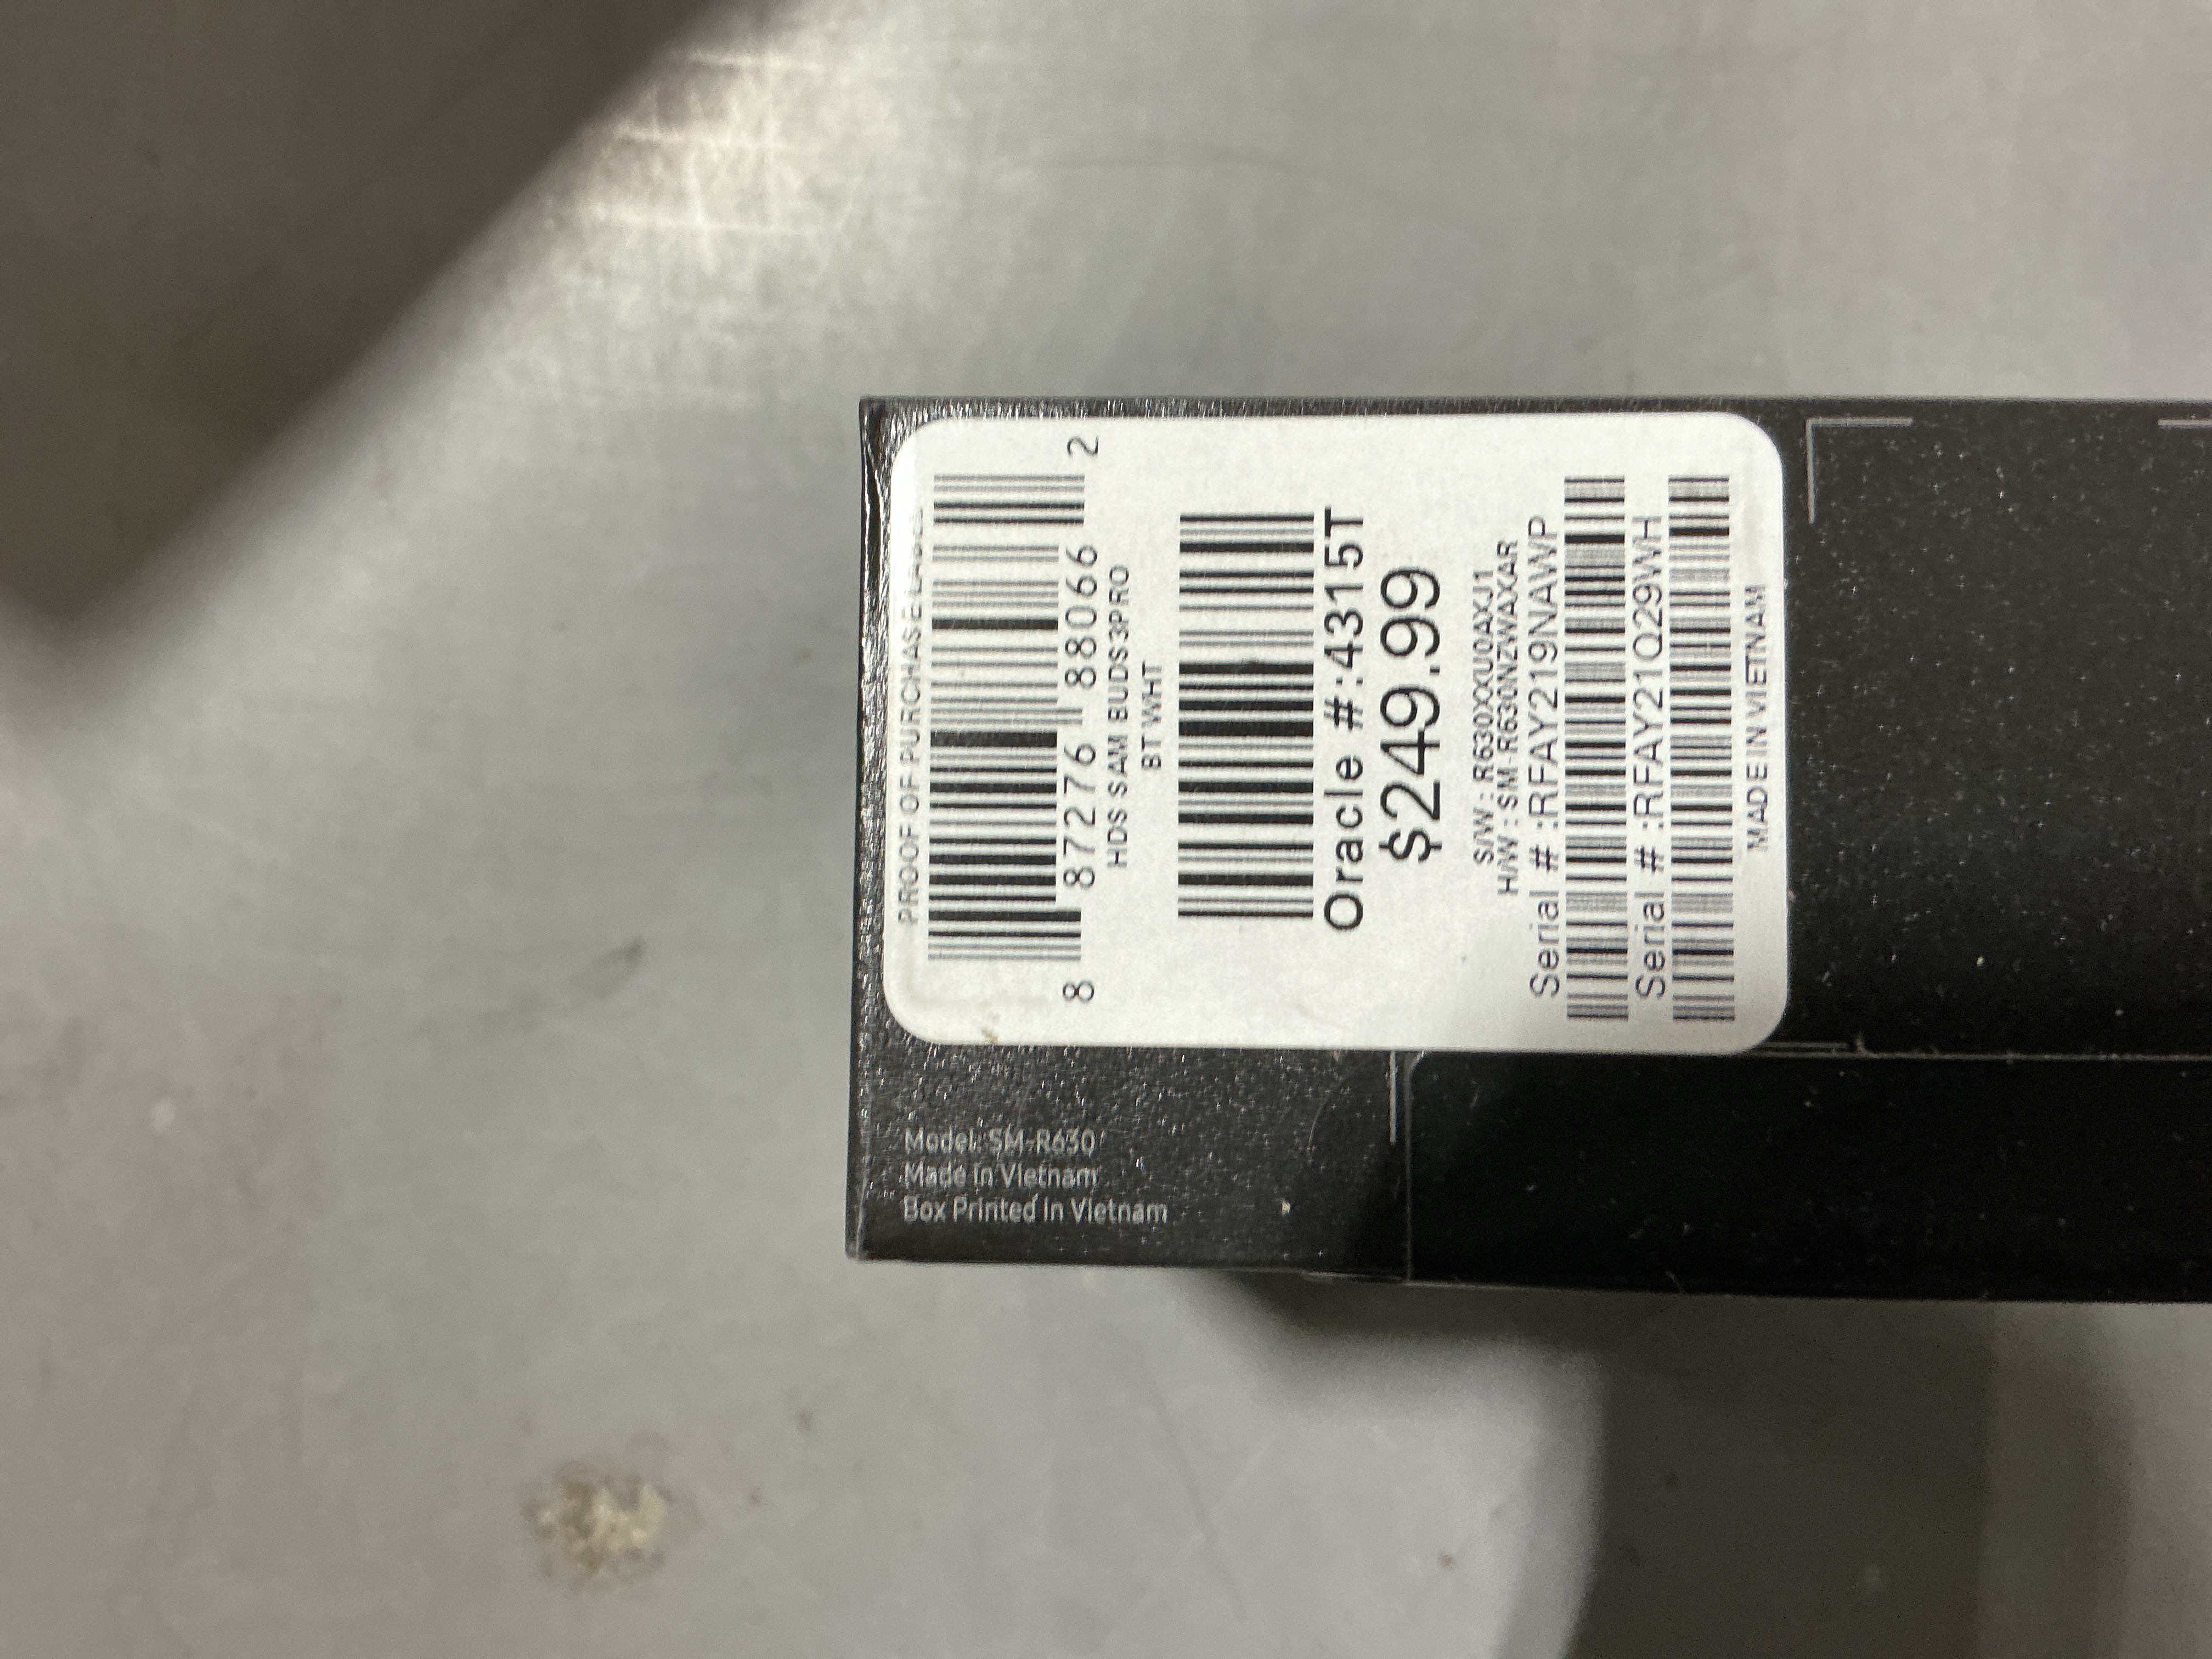 PROOF OF PURCHASE
8 87276 88066 2
HDS SAM BUDS3PRO
BT WHT
Oracle #:4315T
$249.99
S/W : R630XXU0AXJ1
H/W : SM-R630NZWAXAR
Serial # :RFAY219NAWP
Serial # :RFAY21O29WH
MADE IN VIETNAM
Model: SM-R630
Made in Vietnam
Box Printed in Vietnam